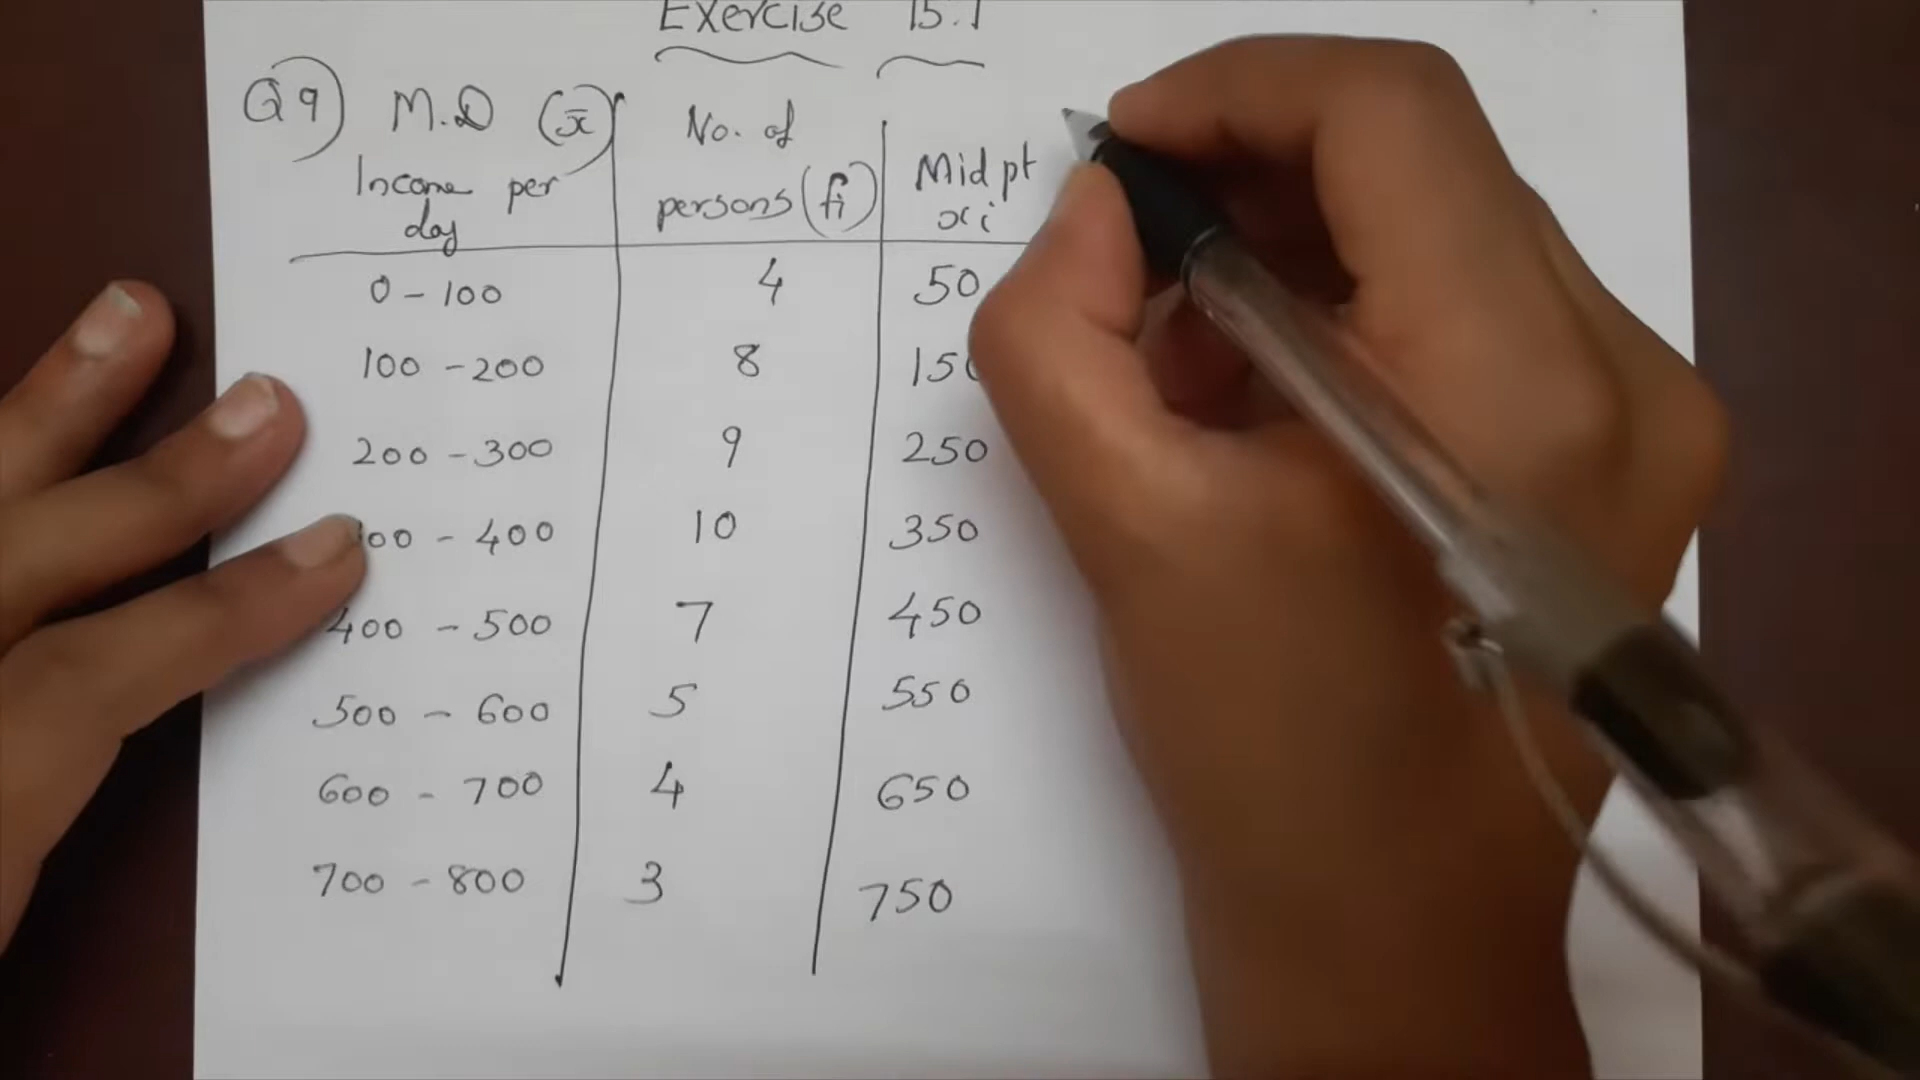 Exercise 15.1
Q9) M.D (x̄)
Income per day
No. of persons (fi)
Mid pt xi
0 - 100 4 50
100 - 200 8 150
200 - 300 9 250
00 - 400 10 350
400 - 500 7 450
500 - 600 5 550
600 - 700 4 650
700 - 800 3 750